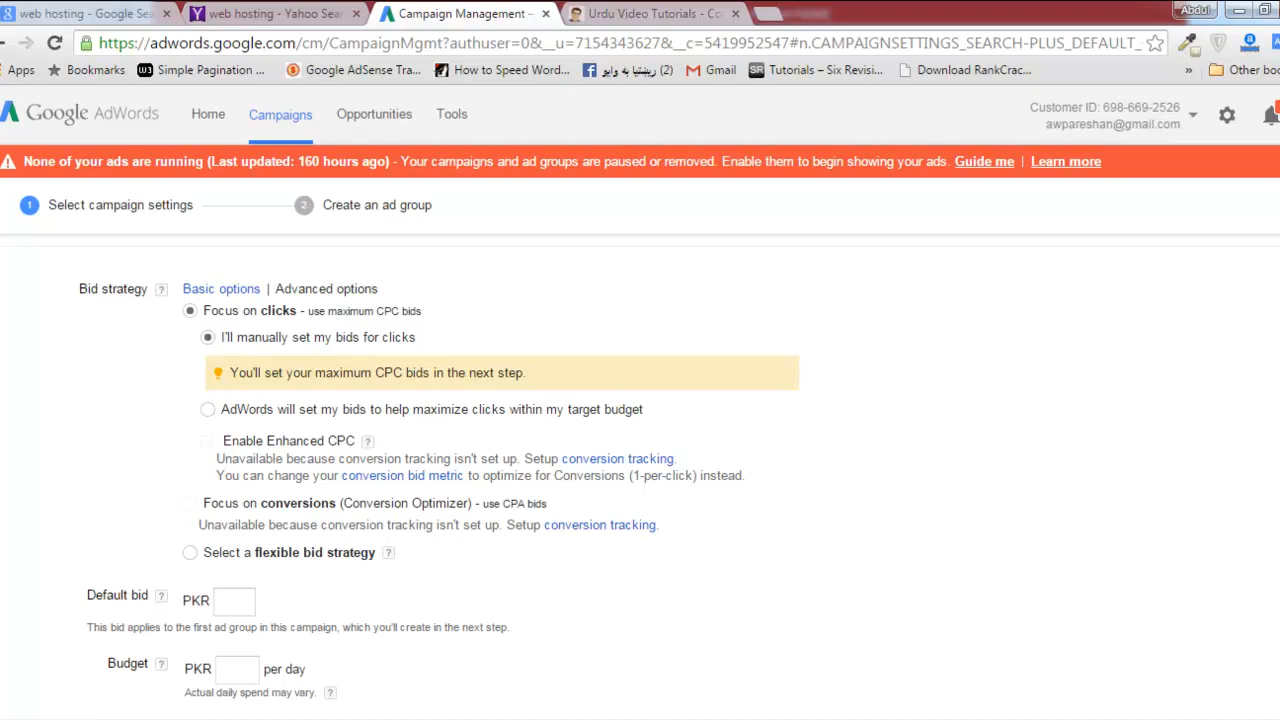 web hosting - Google Sea × web hosting - Yahoo Sear × Campaign Management – × Urdu Video Tutorials - Co × Abdul
https://adwords.google.com/cm/CampaignMgmt?authuser=0&__u=7154343627&__c=5419952547#n.CAMPAIGNSETTINGS_SEARCH-PLUS_DEFAULT_
Apps Bookmarks Simple Pagination ... Google AdSense Tra... How to Speed Word... (2) Gmail SR Tutorials – Six Revisi... Download RankCrac... » Other boo
Google AdWords Home Campaigns Opportunities Tools
Customer ID: 698-669-2526
awpareshan@gmail.com
None of your ads are running (Last updated: 160 hours ago) - Your campaigns and ad groups are paused or removed. Enable them to begin showing your ads. Guide me | Learn more
1 Select campaign settings 2 Create an ad group
Bid strategy ? Basic options | Advanced options
Focus on clicks - use maximum CPC bids
I'll manually set my bids for clicks
You'll set your maximum CPC bids in the next step.
AdWords will set my bids to help maximize clicks within my target budget
Enable Enhanced CPC ?
Unavailable because conversion tracking isn't set up. Setup conversion tracking.
You can change your conversion bid metric to optimize for Conversions (1-per-click) instead.
Focus on conversions (Conversion Optimizer) - use CPA bids
Unavailable because conversion tracking isn't set up. Setup conversion tracking.
Select a flexible bid strategy ?
Default bid ? PKR
This bid applies to the first ad group in this campaign, which you'll create in the next step.
Budget ? PKR per day
Actual daily spend may vary. ?